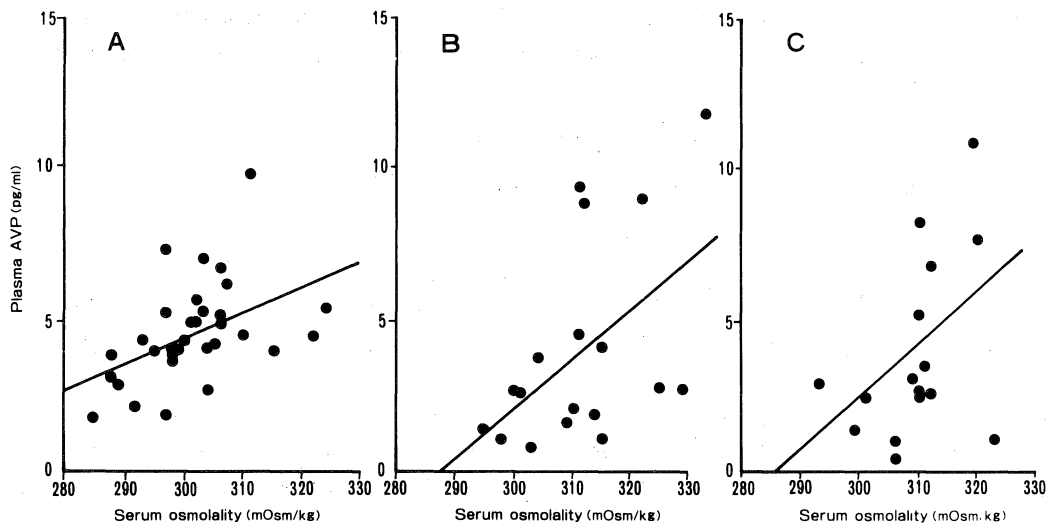 A
B
C
15
10
5
0
Plasma AVP (pg/ml)
280 290 300 310 320 330
Serum osmolality (mOsm/kg)
15
10
5
0
280 290 300 310 320 330
Serum osmolality (mOsm/kg)
15
10
5
0
280 290 300 310 320 330
Serum osmolality (mOsm.kg)